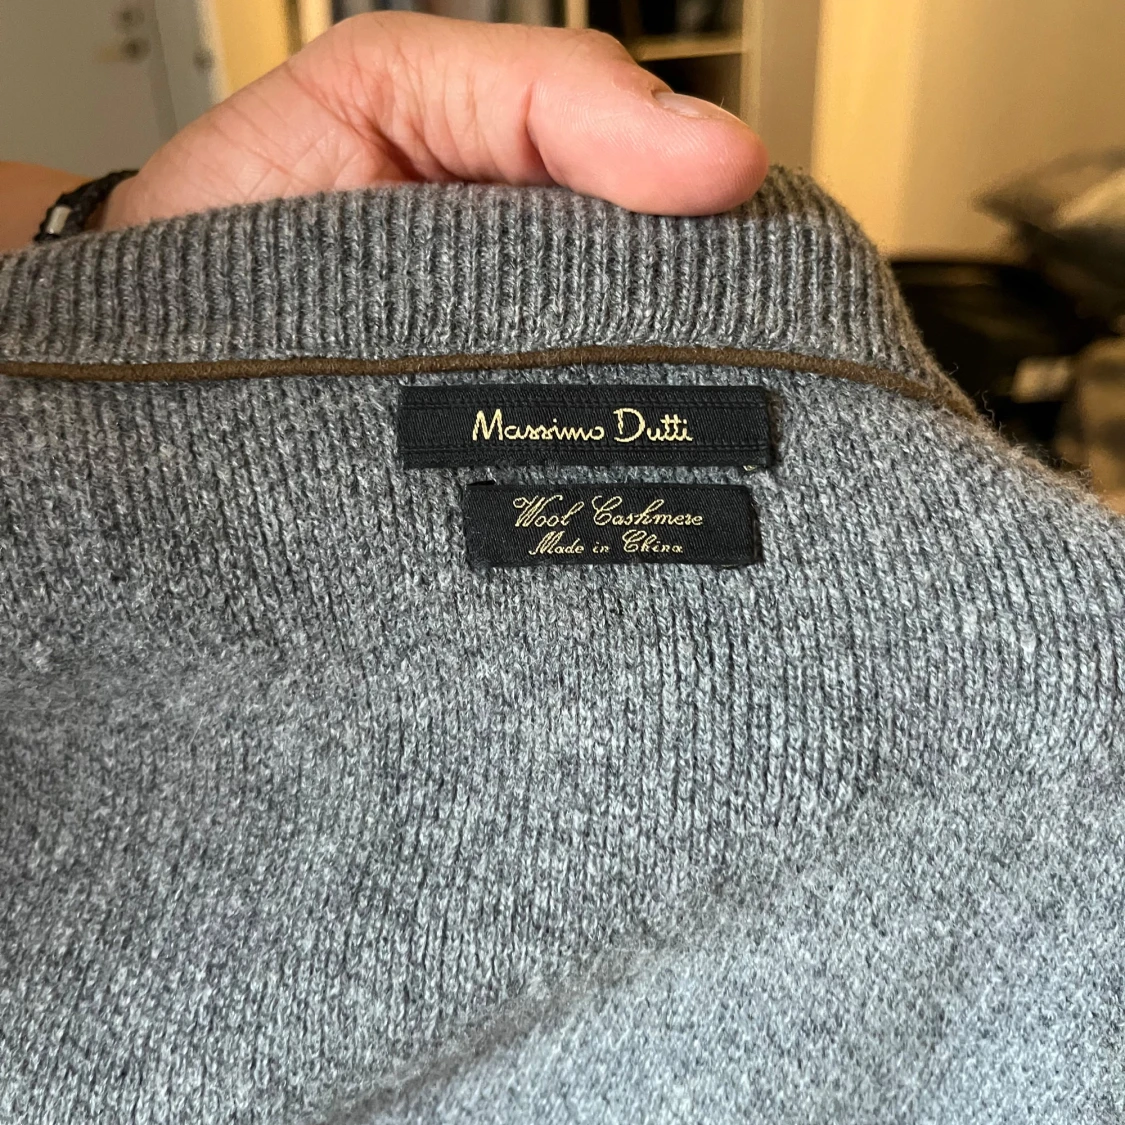 Massimo Dutti
Wool Cashmere
Made in China